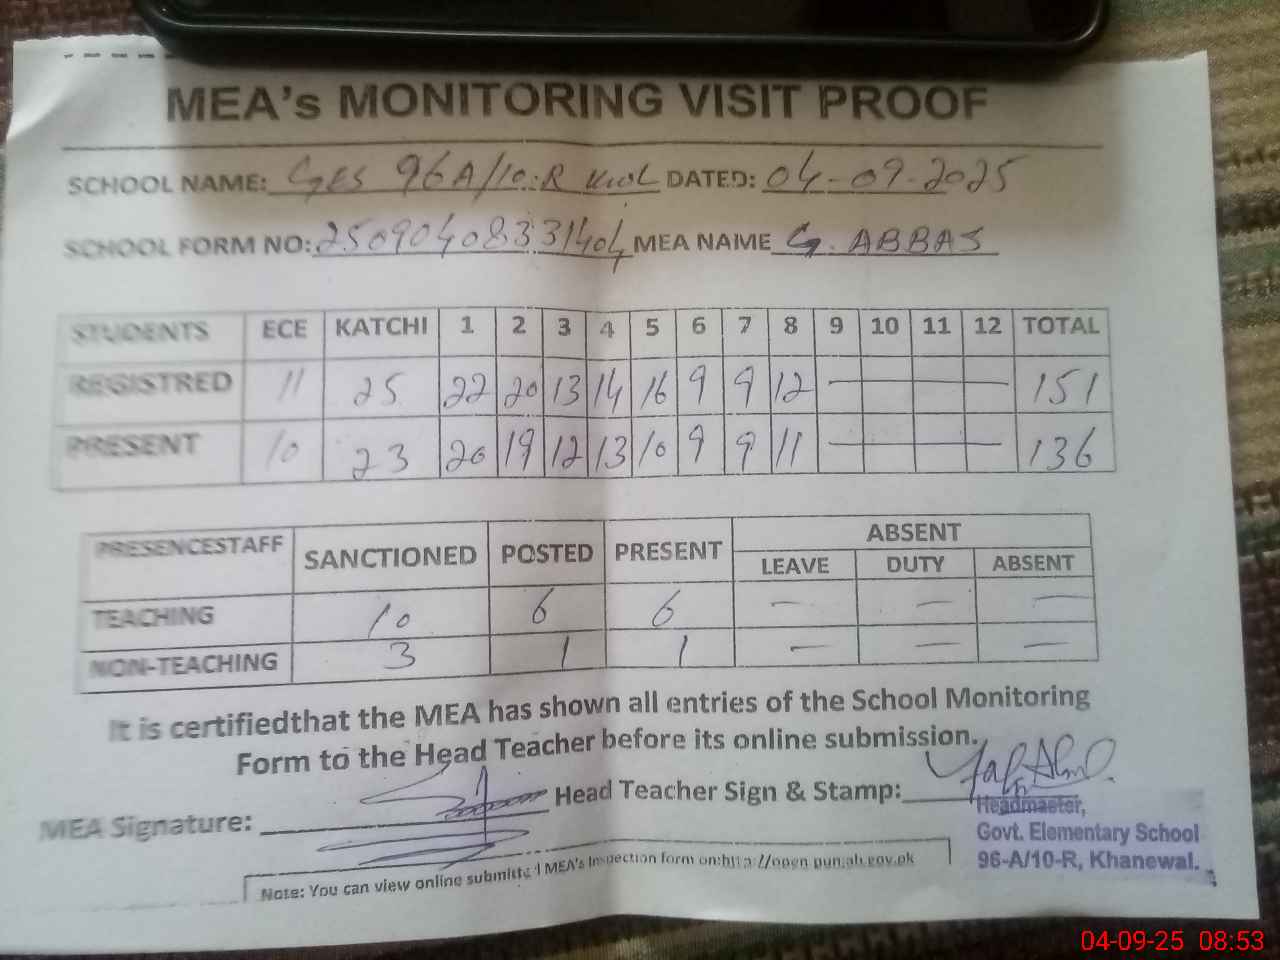 MEA's MONITORING VISIT PROOF
SCHOOL NAME: GES 96A/10.R KWL DATED: 04-09-2025
SCHOOL FORM NO: 25090408331404 MEA NAME G. ABBAS
STUDENTS ECE KATCHI 1 2 3 4 5 6 7 8 9 10 11 12 TOTAL
REGISTRED 11 25 22 20 13 14 16 9 9 12 — 151
PRESENT 10 23 20 19 12 13 10 9 9 11 — 136
PRESENCESTAFF SANCTIONED POSTED PRESENT ABSENT
LEAVE DUTY ABSENT
TEACHING 10 6 6 — — —
NON-TEACHING 3 1 1 — — —
It is certifiedthat the MEA has shown all entries of the School Monitoring
Form to the Head Teacher before its online submission.
MEA Signature: Head Teacher Sign & Stamp:
Headmaster,
Govt. Elementary School
96-A/10-R, Khanewal.
Note: You can view online submitted MEA's Inspection form on:http://open.punjab.gov.pk
04-09-25 08:53